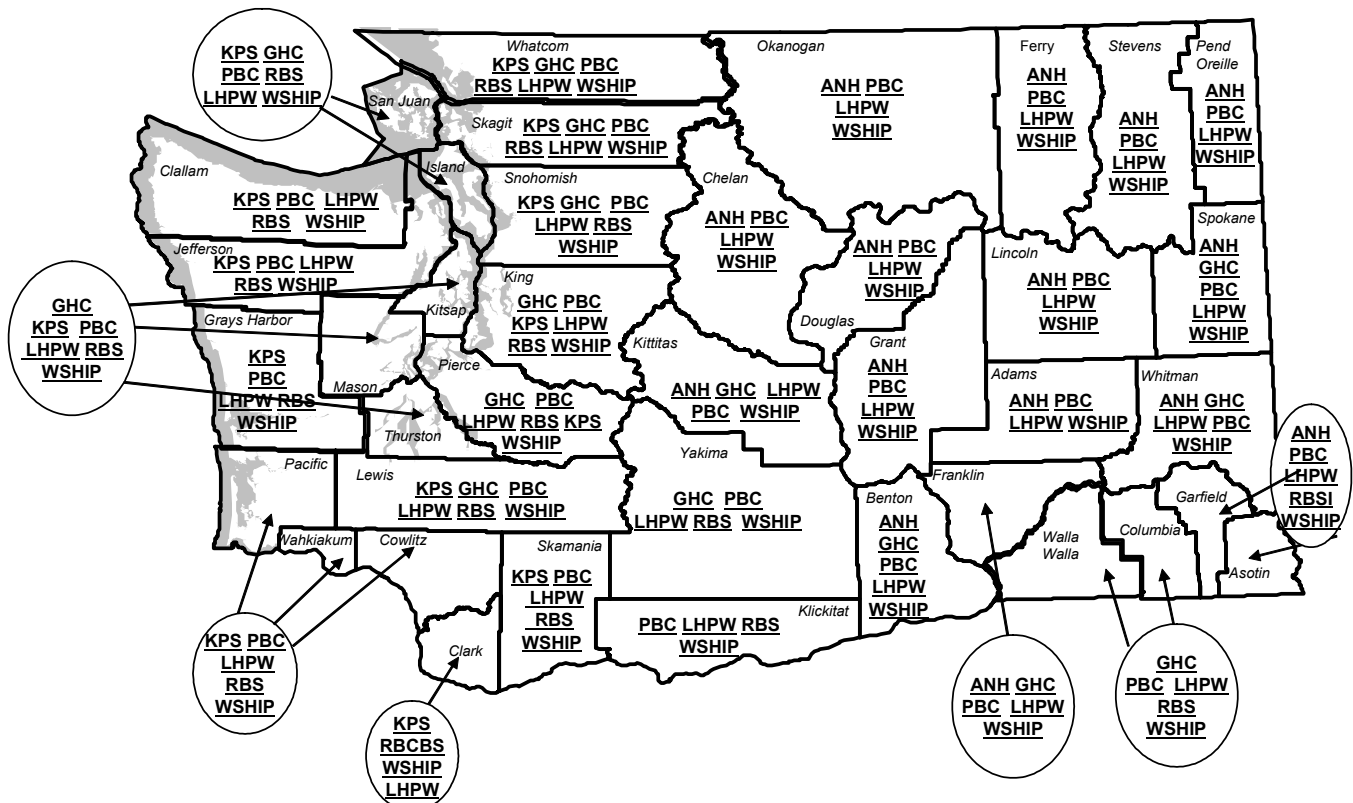 KPS GHC
PBC RBS
LHPW WSHIP
San Juan
Whatcom
KPS GHC PBC
RBS LHPW WSHIP
Skagit
KPS GHC PBC
RBS LHPW WSHIP
Island
Snohomish
KPS GHC PBC
LHPW RBS
WSHIP
Okanogan
ANH PBC
LHPW
WSHIP
Ferry
ANH
PBC
LHPW
WSHIP
Stevens
ANH
PBC
LHPW
WSHIP
Pend
Oreille
ANH
PBC
LHPW
WSHIP
Clallam
KPS PBC LHPW
RBS WSHIP
Jefferson
KPS PBC LHPW
RBS WSHIP
Chelan
ANH PBC
LHPW
WSHIP
ANH PBC
LHPW
WSHIP
Douglas
Lincoln
ANH PBC
LHPW
WSHIP
Spokane
ANH
GHC
PBC
LHPW
WSHIP
GHC
KPS PBC
LHPW RBS
WSHIP
Kitsap
King
GHC PBC
KPS LHPW
RBS WSHIP
Grays Harbor
KPS
PBC
LHPW RBS
WSHIP
Mason
Thurston
Pierce
GHC PBC
LHPW RBS KPS
WSHIP
Kittitas
ANH GHC LHPW
PBC WSHIP
Grant
ANH
PBC
LHPW
WSHIP
Adams
ANH PBC
LHPW WSHIP
Whitman
ANH GHC
LHPW PBC
WSHIP
ANH
PBC
LHPW
RBSI
WSHIP
Pacific
Lewis
KPS GHC PBC
LHPW RBS WSHIP
Yakima
GHC PBC
LHPW RBS WSHIP
Benton
ANH
GHC
PBC
LHPW
WSHIP
Franklin
Walla
Walla
Columbia
Garfield
Asotin
Wahkiakum
Cowlitz
Skamania
KPS PBC
LHPW
RBS
WSHIP
Klickitat
PBC LHPW RBS
WSHIP
KPS PBC
LHPW
RBS
WSHIP
Clark
KPS
RBCBS
WSHIP
LHPW
ANH GHC
PBC LHPW
WSHIP
GHC
PBC LHPW
RBS
WSHIP